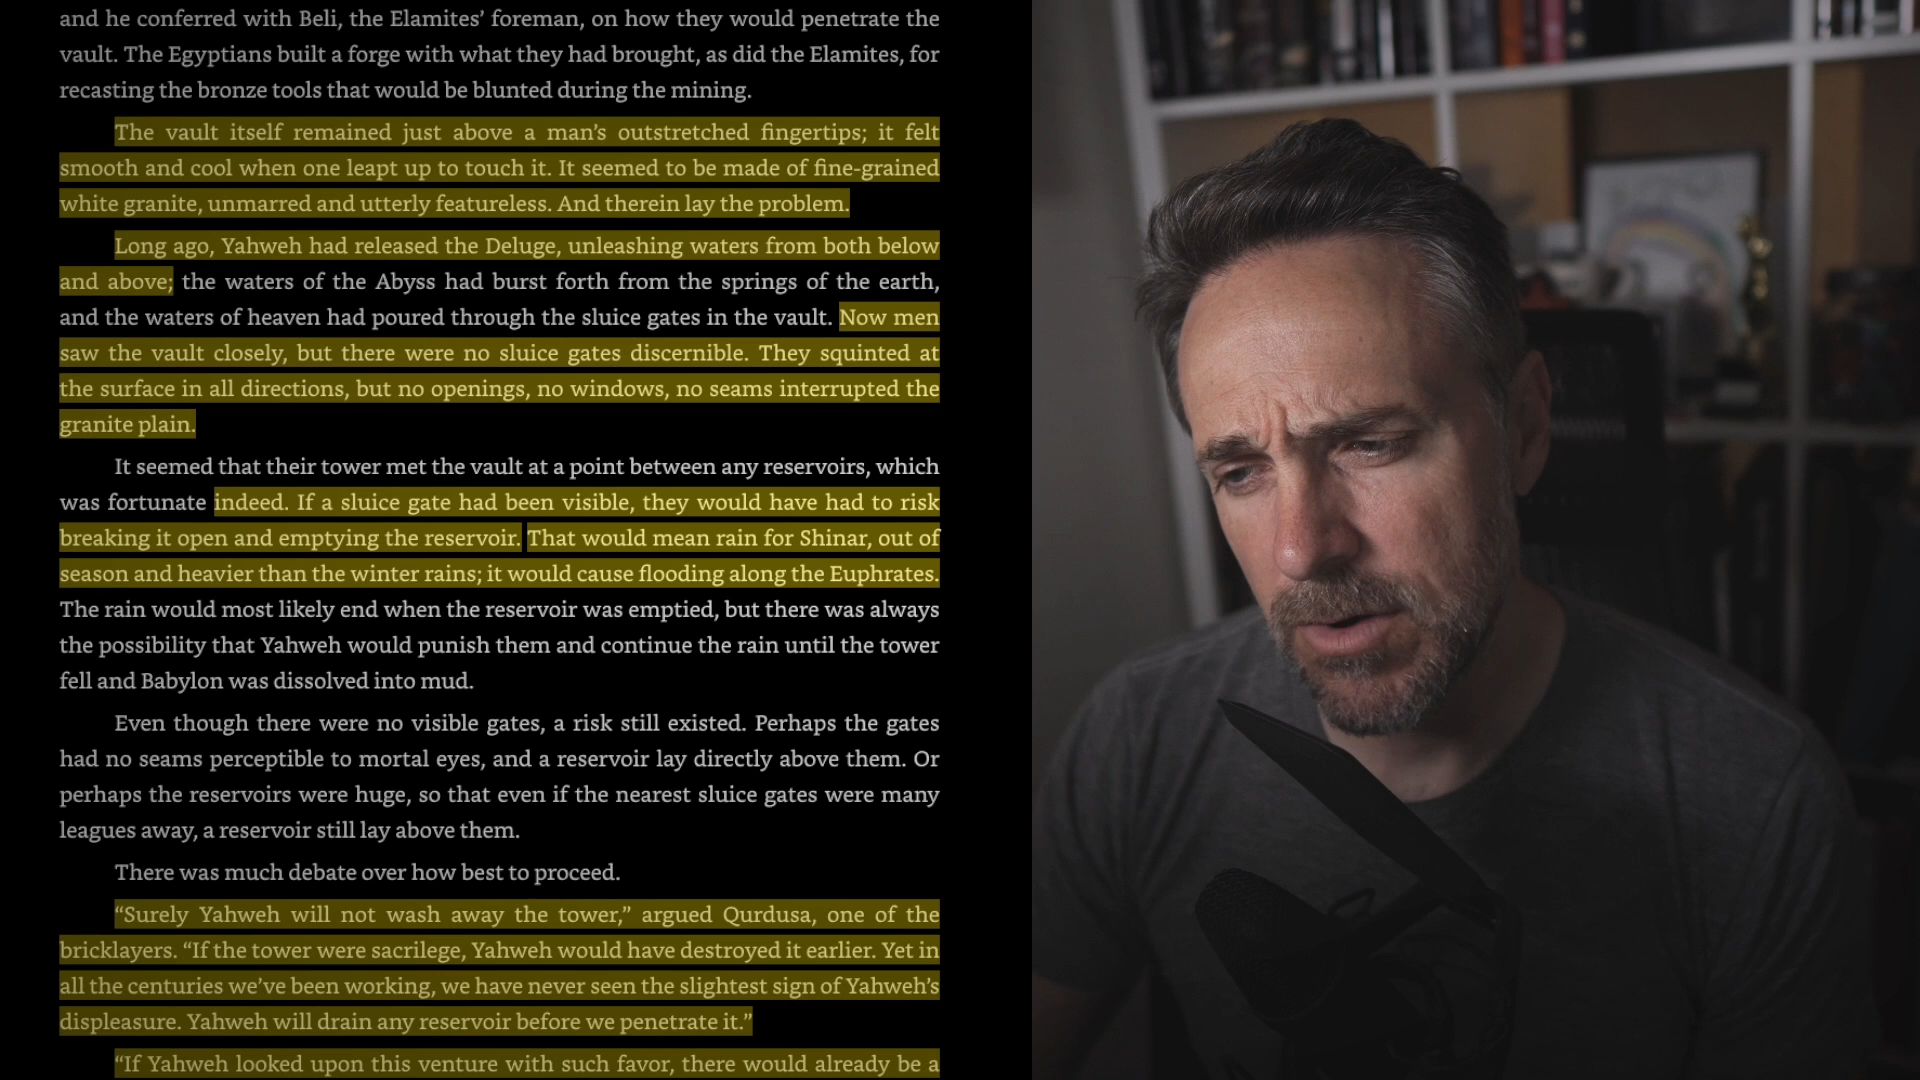 and he conferred with Beli, the Elamites’ foreman, on how they would penetrate the
vault. The Egyptians built a forge with what they had brought, as did the Elamites, for
recasting the bronze tools that would be blunted during the mining.
The vault itself remained just above a man’s outstretched fingertips; it felt
smooth and cool when one leapt up to touch it. It seemed to be made of fine-grained
white granite, unmarred and utterly featureless. And therein lay the problem.
Long ago, Yahweh had released the Deluge, unleashing waters from both below
and above; the waters of the Abyss had burst forth from the springs of the earth,
and the waters of heaven had poured through the sluice gates in the vault. Now men
saw the vault closely, but there were no sluice gates discernible. They squinted at
the surface in all directions, but no openings, no windows, no seams interrupted the
granite plain.
It seemed that their tower met the vault at a point between any reservoirs, which
was fortunate indeed. If a sluice gate had been visible, they would have had to risk
breaking it open and emptying the reservoir. That would mean rain for Shinar, out of
season and heavier than the winter rains; it would cause flooding along the Euphrates.
The rain would most likely end when the reservoir was emptied, but there was always
the possibility that Yahweh would punish them and continue the rain until the tower
fell and Babylon was dissolved into mud.
Even though there were no visible gates, a risk still existed. Perhaps the gates
had no seams perceptible to mortal eyes, and a reservoir lay directly above them. Or
perhaps the reservoirs were huge, so that even if the nearest sluice gates were many
leagues away, a reservoir still lay above them.
There was much debate over how best to proceed.
“Surely Yahweh will not wash away the tower,” argued Qurdusa, one of the
bricklayers. “If the tower were sacrilege, Yahweh would have destroyed it earlier. Yet in
all the centuries we’ve been working, we have never seen the slightest sign of Yahweh’s
displeasure. Yahweh will drain any reservoir before we penetrate it.”
“If Yahweh looked upon this venture with such favor, there would already be a